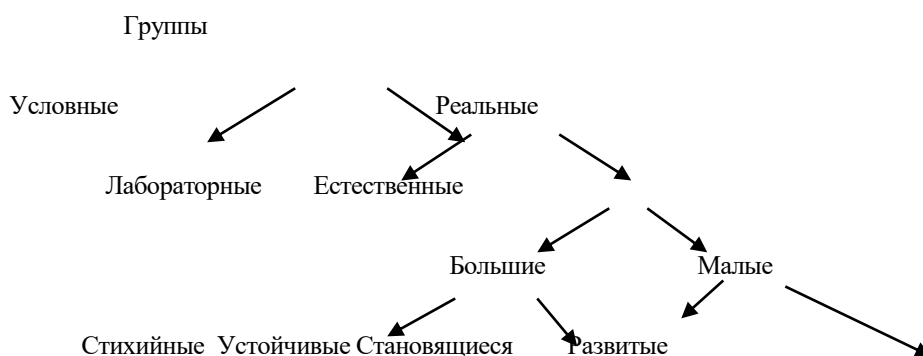 Группы
Условные Реальные
Лабораторные Естественные
Большие Малые
Стихийные Устойчивые Становящиеся Развитые